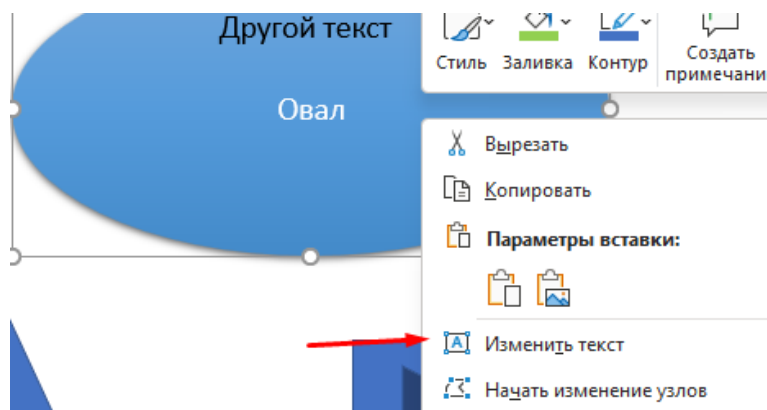 Другой текст
Овал
Стиль Заливка Контур Создать
примечани
Вырезать
Копировать
Параметры вставки:
Изменить текст
Начать изменение узлов